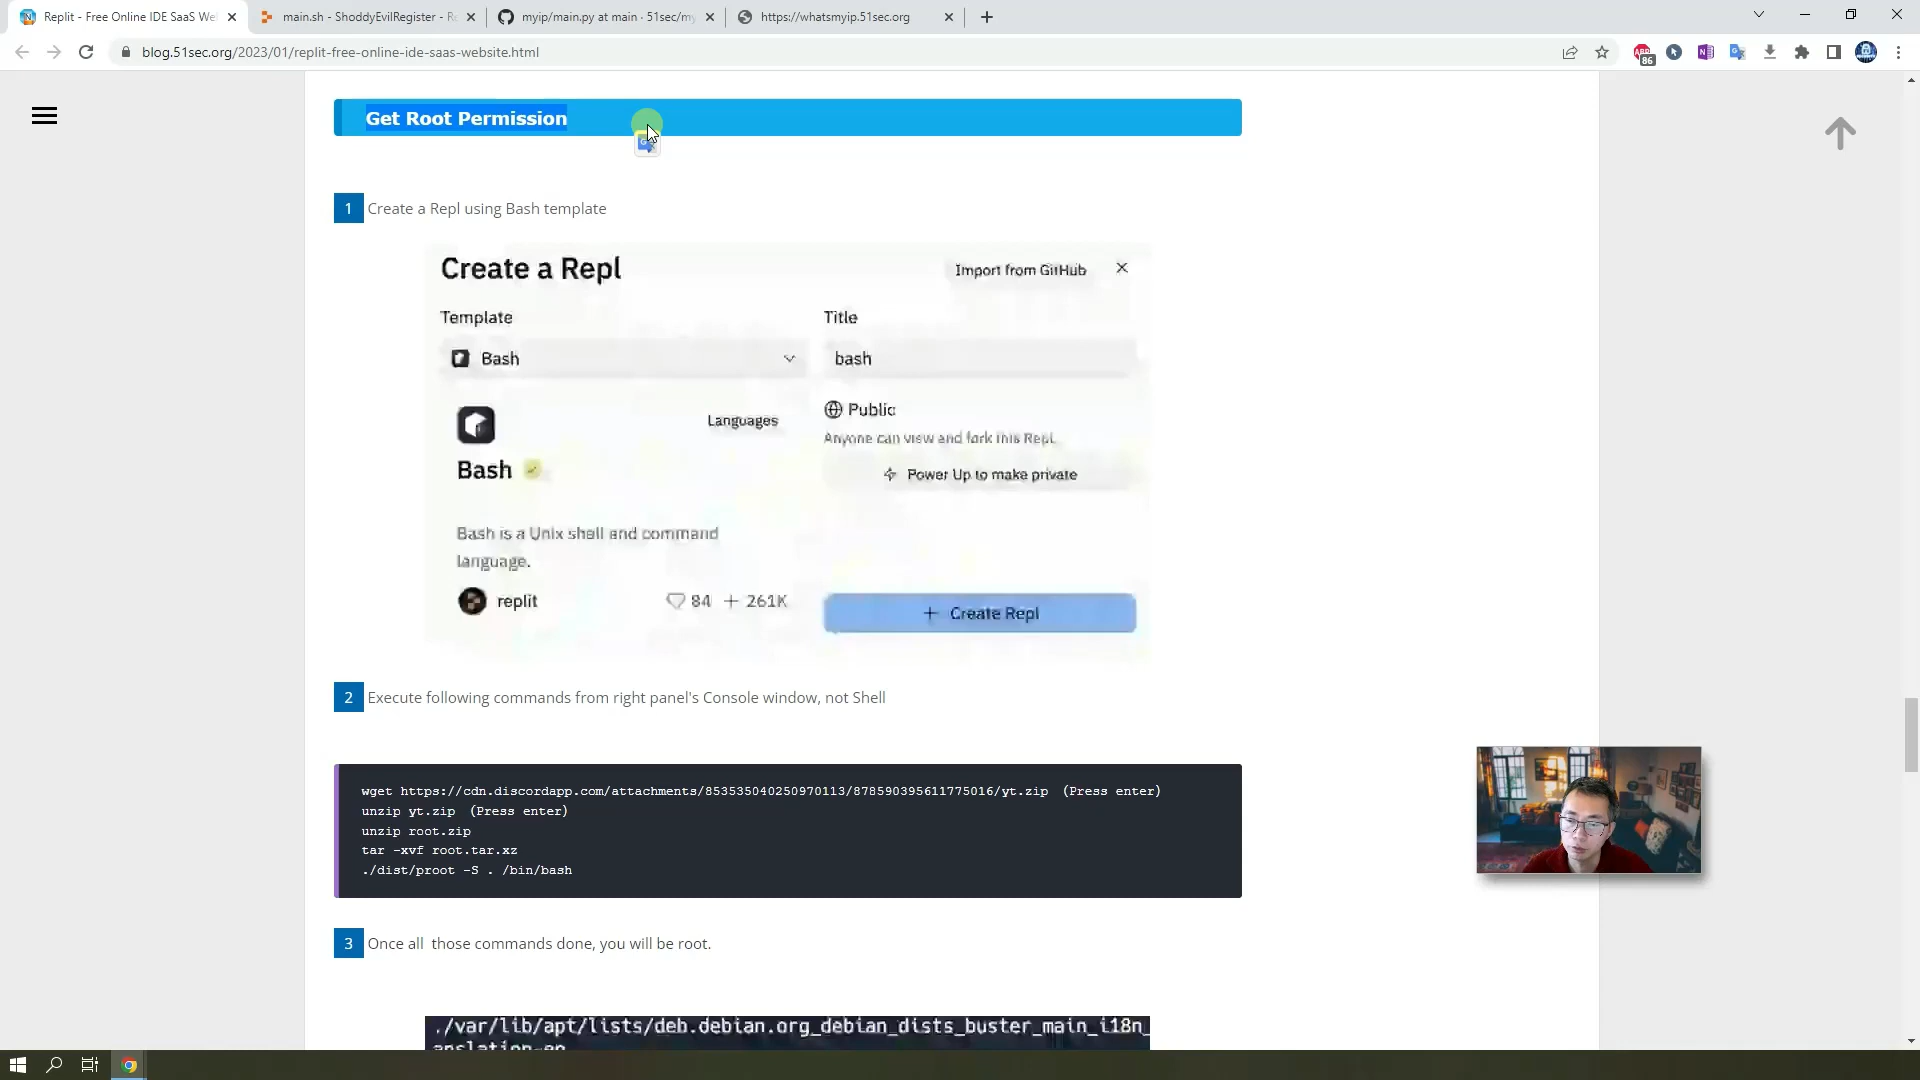 Replit - Free Online IDE SaaS We
main.sh - ShoddyEvilRegister - Re
myip/main.py at main · 51sec/my
https://whatsmyip.51sec.org
blog.51sec.org/2023/01/replit-free-online-ide-saas-website.html
ABP
86
Get Root Permission
1 Create a Repl using Bash template
Create a Repl
Import from GitHub
Template
Title
Bash
bash
Languages
Public
Anyone can view and fork this Repl.
Bash
Power Up to make private
Bash is a Unix shell and command
language.
replit
84
261K
+ Create Repl
2 Execute following commands from right panel's Console window, not Shell
wget https://cdn.discordapp.com/attachments/853535040250970113/878590395611775016/yt.zip (Press enter)
unzip yt.zip (Press enter)
unzip root.zip
tar -xvf root.tar.xz
./dist/proot -S . /bin/bash
3 Once all those commands done, you will be root.
./var/lib/apt/lists/deb.debian.org_debian_dists_buster_main_i18n_
anslation-en